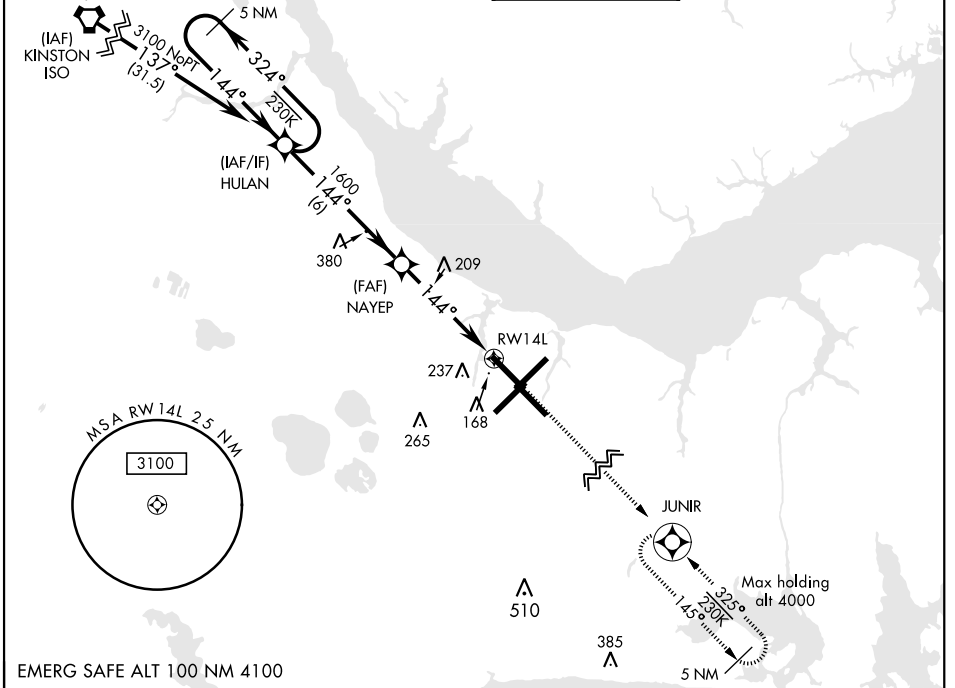 5 NM
(IAF)
KINSTON
ISO
3100 NoPT
137°
(31.5)
144°
324°
230K
(IAF/IF)
HULAN
1600
144°
(6)
380
209
(FAF)
NAYEP
144°
RW14L
237
168
265
MSA RW14L 25 NM
3100
JUNIR
Max holding
alt 4000
325°
230K
145°
510
385
5 NM
EMERG SAFE ALT 100 NM 4100